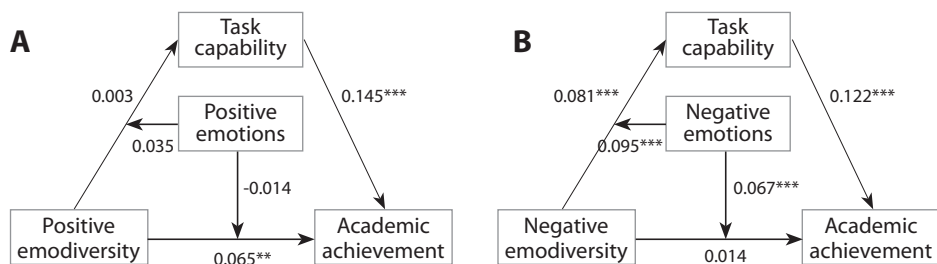 A
Task
capability
0.003
0.145***
Positive
emotions
0.035
-0.014
Positive
emodiversity
0.065**
Academic
achievement
B
Task
capability
0.081***
0.122***
Negative
emotions
0.095***
0.067***
Negative
emodiversity
0.014
Academic
achievement